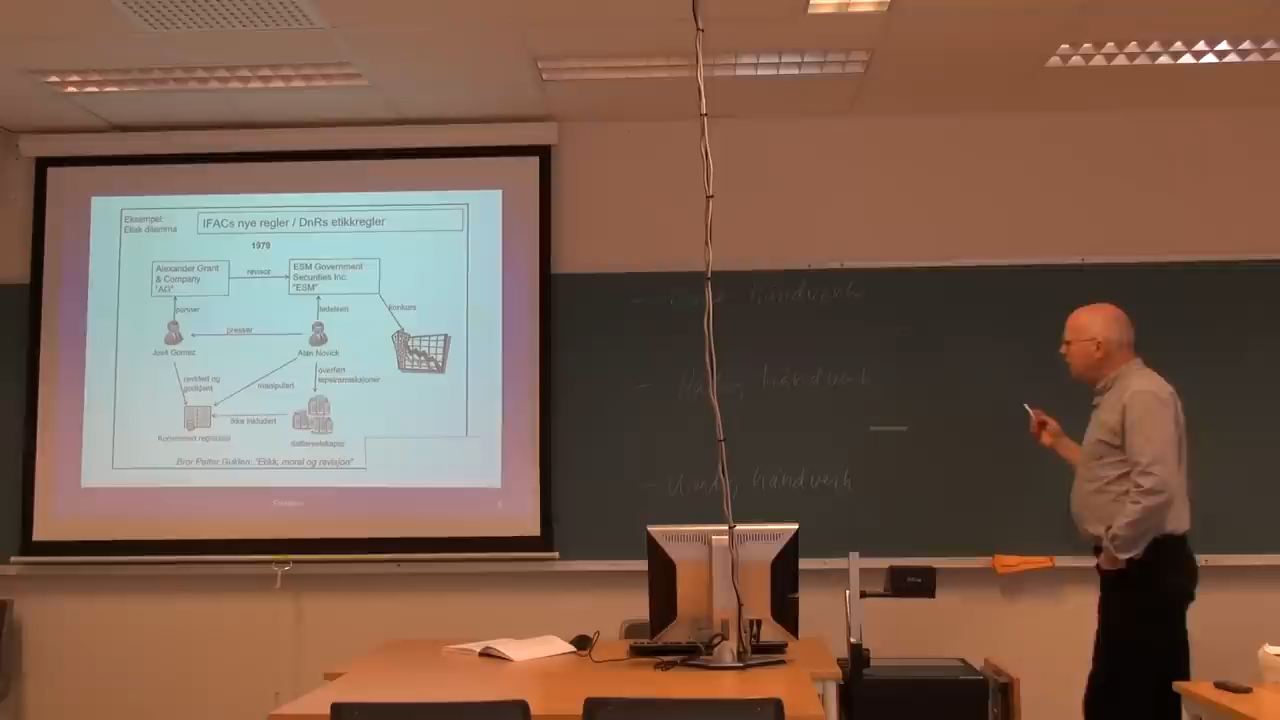 Eksempel:
Etisk dilemma
IFACs nye regler / DnRs etikkregler
1979
Alexander Grant
& Company
"AG"
revisor
ESM Government
Securities Inc.
"ESM"
partner
ledelsen
konkurs
presser
José Gomez
Alan Novick
revidert og
godkjent
manipulert
overført
tapstransaksjoner
Ikke inkludert
Konsernets regnskap
datterselskaper
Bror Petter Gulden: "Etikk, moral og revisjon"
håndverk
- håndverk
- håndverk